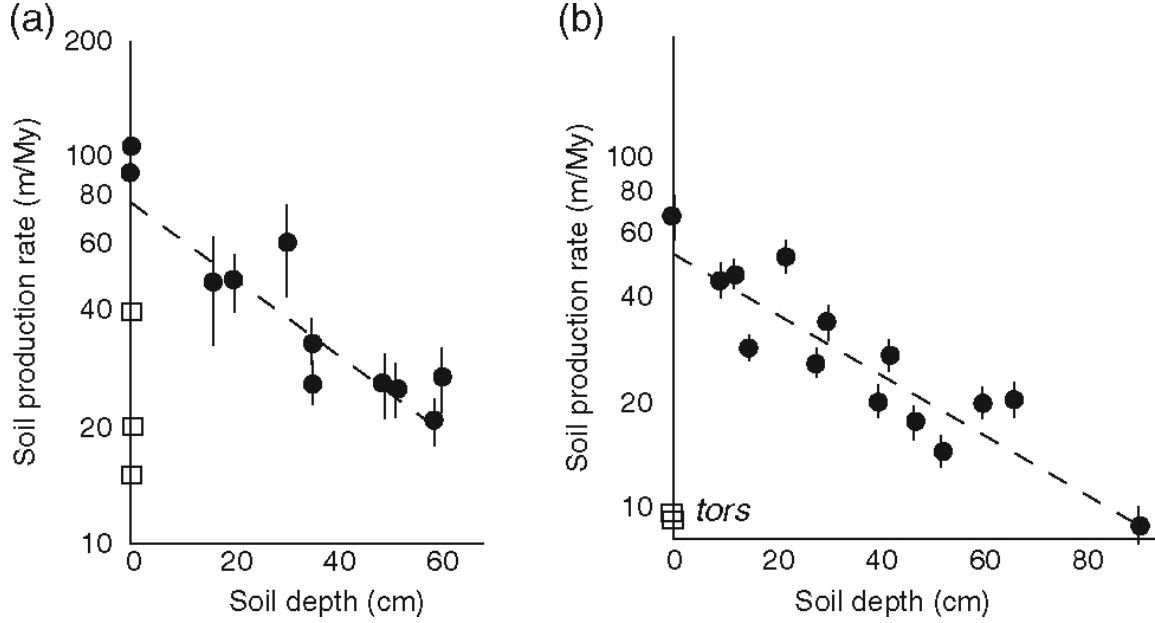 (a)
200
100
80
60
40
20
10
0 20 40 60
Soil production rate (m/My)
Soil depth (cm)
(b)
100
80
60
40
20
10
tors
0 20 40 60 80
Soil production rate (m/My)
Soil depth (cm)